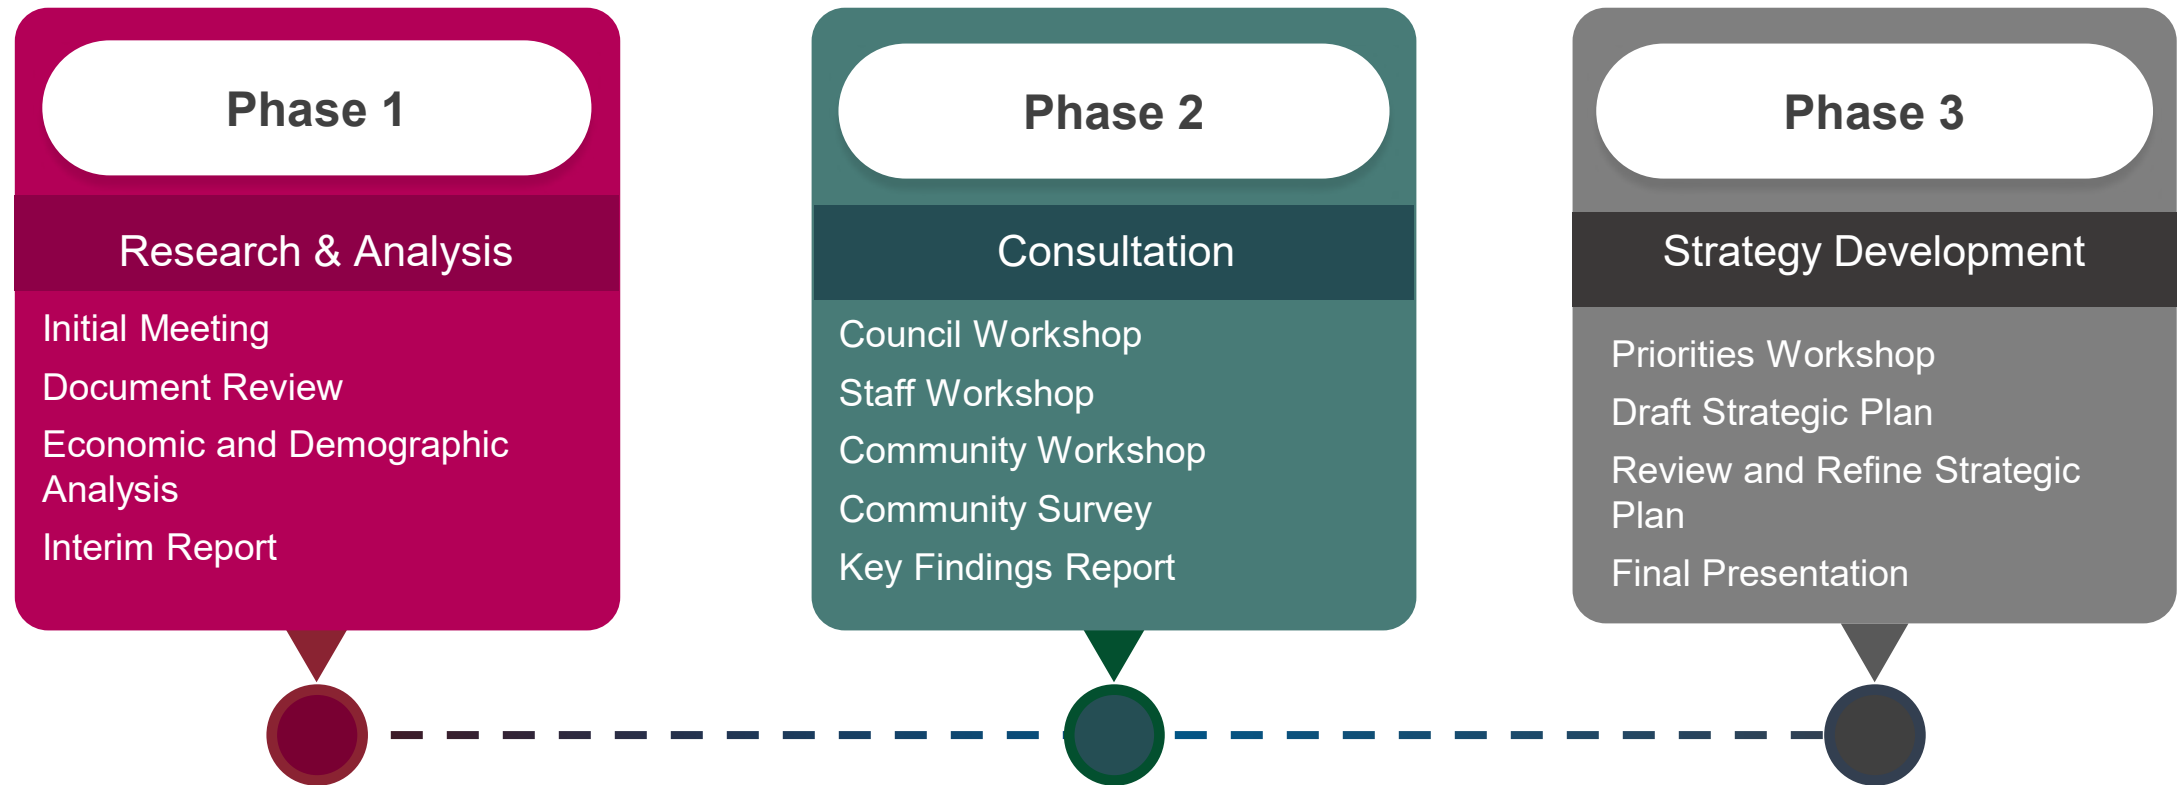 Phase 1
Research & Analysis
Initial Meeting
Document Review
Economic and Demographic
Analysis
Interim Report
Phase 2
Consultation
Council Workshop
Staff Workshop
Community Workshop
Community Survey
Key Findings Report
Phase 3
Strategy Development
Priorities Workshop
Draft Strategic Plan
Review and Refine Strategic
Plan
Final Presentation